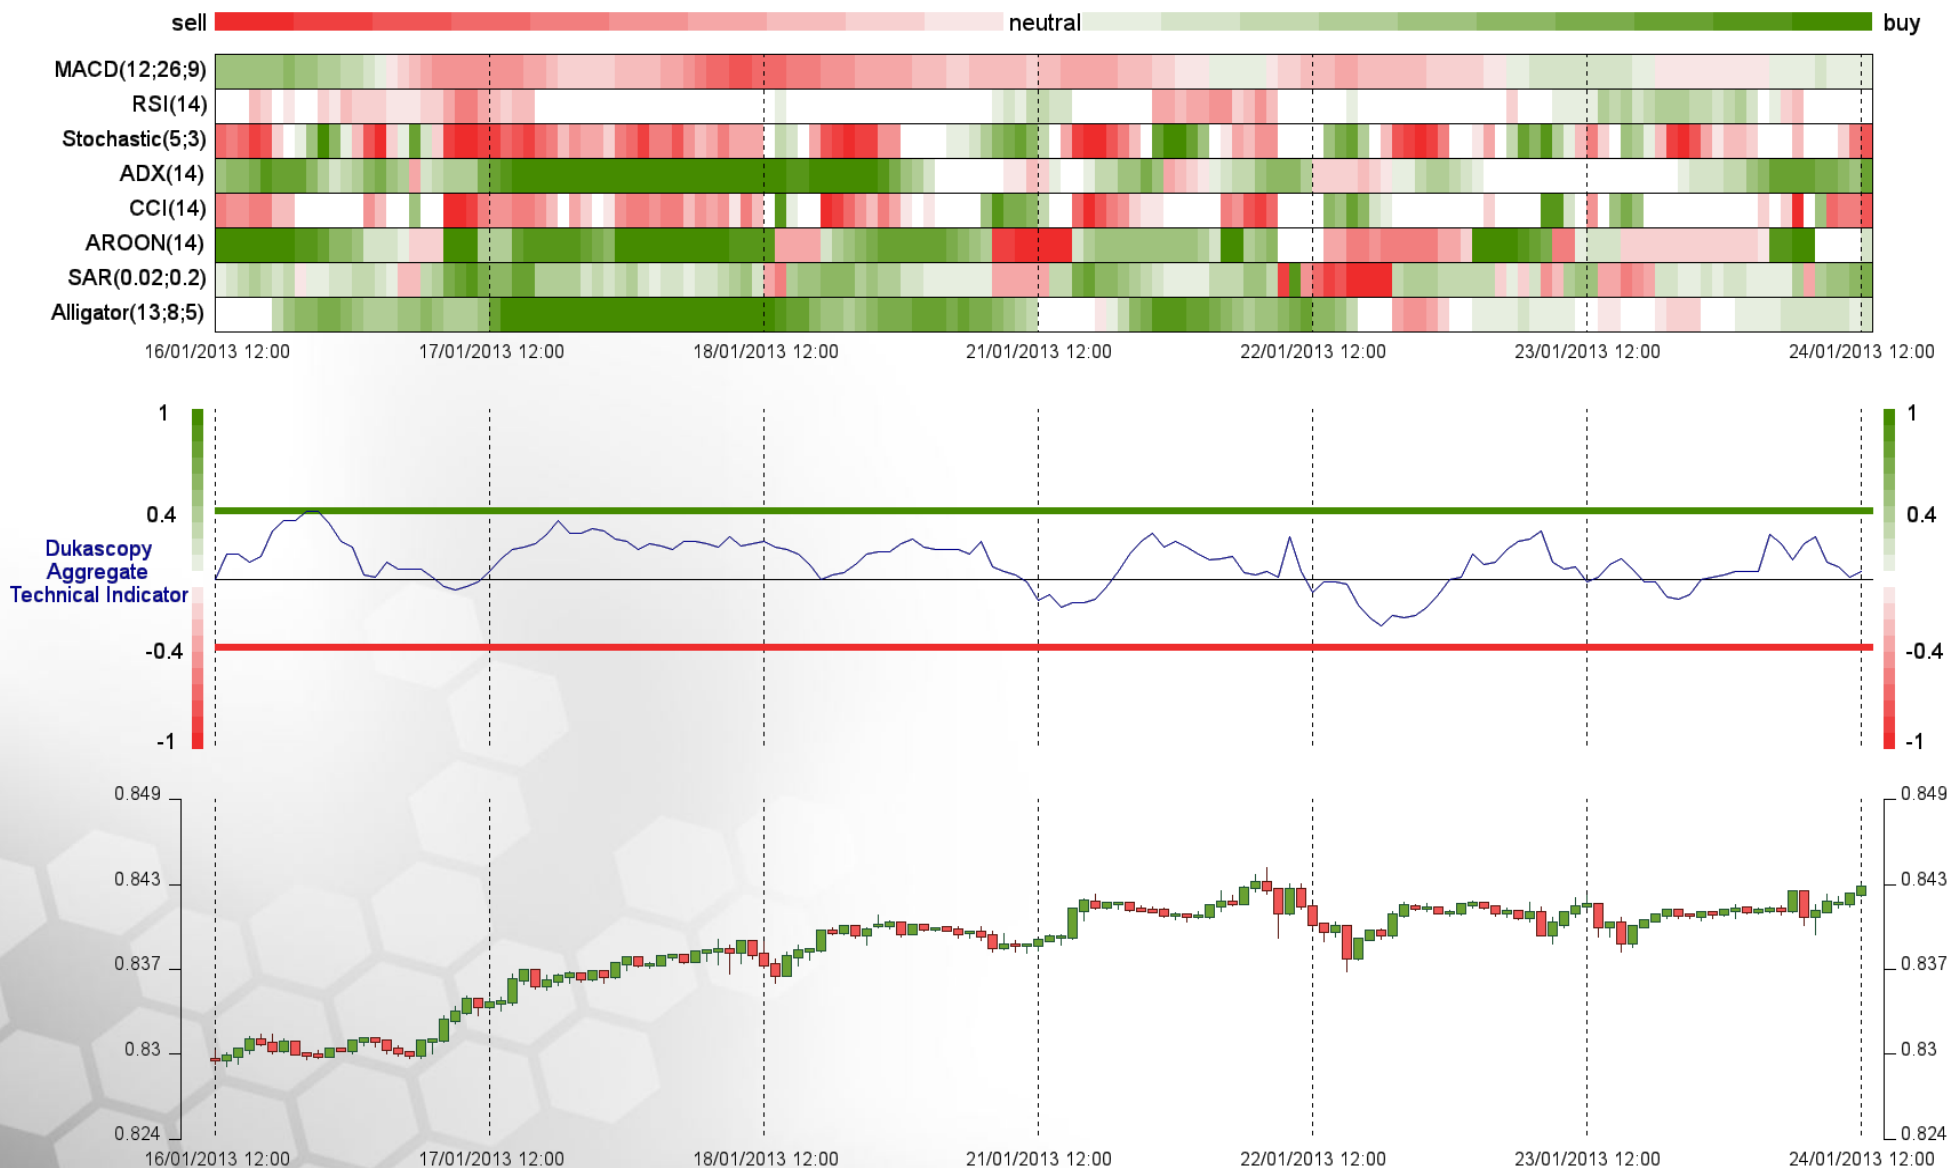 sell neutral buy
MACD(12;26;9)
RSI(14)
Stochastic(5;3)
ADX(14)
CCI(14)
AROON(14)
SAR(0.02;0.2)
Alligator(13;8;5)
16/01/2013 12:00 17/01/2013 12:00 18/01/2013 12:00 21/01/2013 12:00 22/01/2013 12:00 23/01/2013 12:00 24/01/2013 12:00
1 1
0.4 0.4
Dukascopy
Aggregate
Technical Indicator
-0.4 -0.4
-1 -1
0.849 0.849
0.843 0.843
0.837 0.837
0.83 0.83
0.824 0.824
16/01/2013 12:00 17/01/2013 12:00 18/01/2013 12:00 21/01/2013 12:00 22/01/2013 12:00 23/01/2013 12:00 24/01/2013 12:00